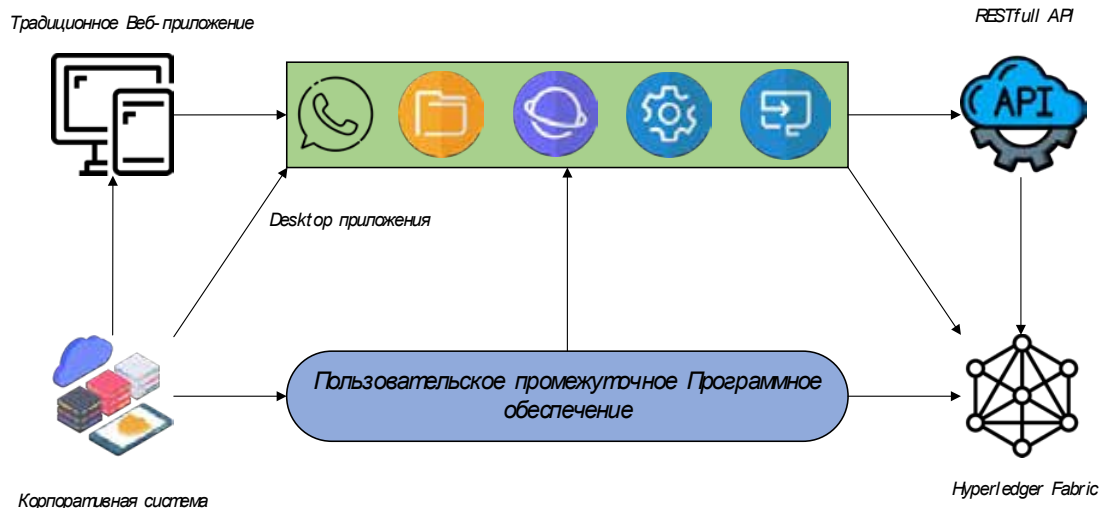 Традиционное Веб-приложение
RESTfull API
API
Desktop приложения
Пользовательское промежуточное Программное
обеспечение
Корпоративная система
Hyperledger Fabric